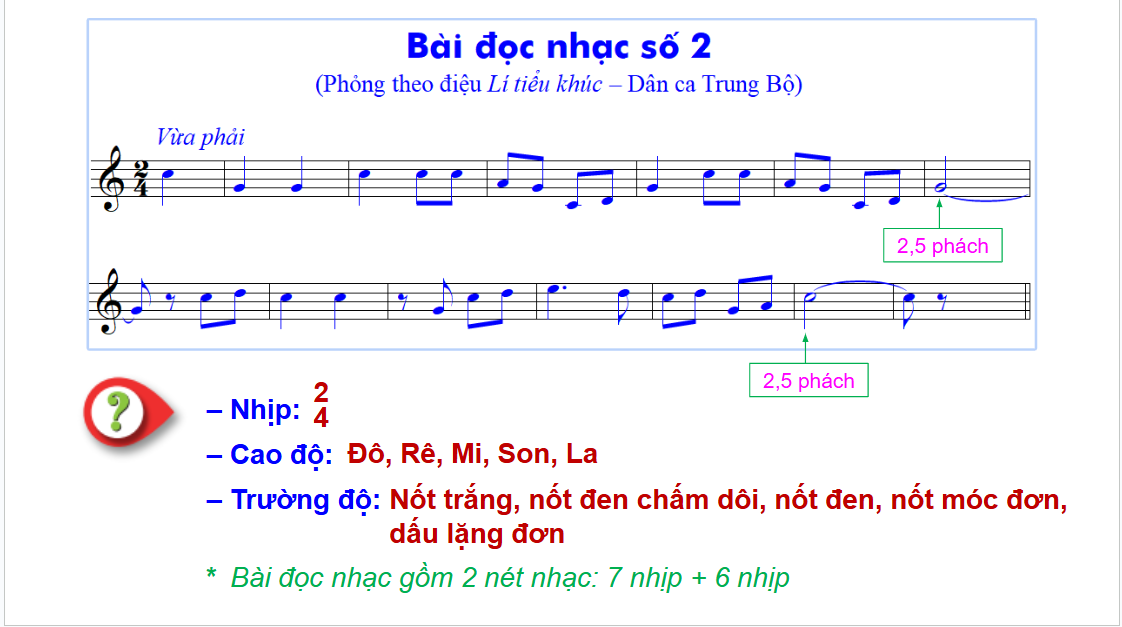 Bài đọc nhạc số 2
(Phỏng theo điệu Lí tiểu khúc – Dân ca Trung Bộ)
Vừa phải
2
4
2,5 phách
2,5 phách
?
– Nhịp: 2
4
– Cao độ: Đô, Rê, Mi, Son, La
– Trường độ: Nốt trắng, nốt đen chấm dôi, nốt đen, nốt móc đơn,
dấu lặng đơn
* Bài đọc nhạc gồm 2 nét nhạc: 7 nhịp + 6 nhịp